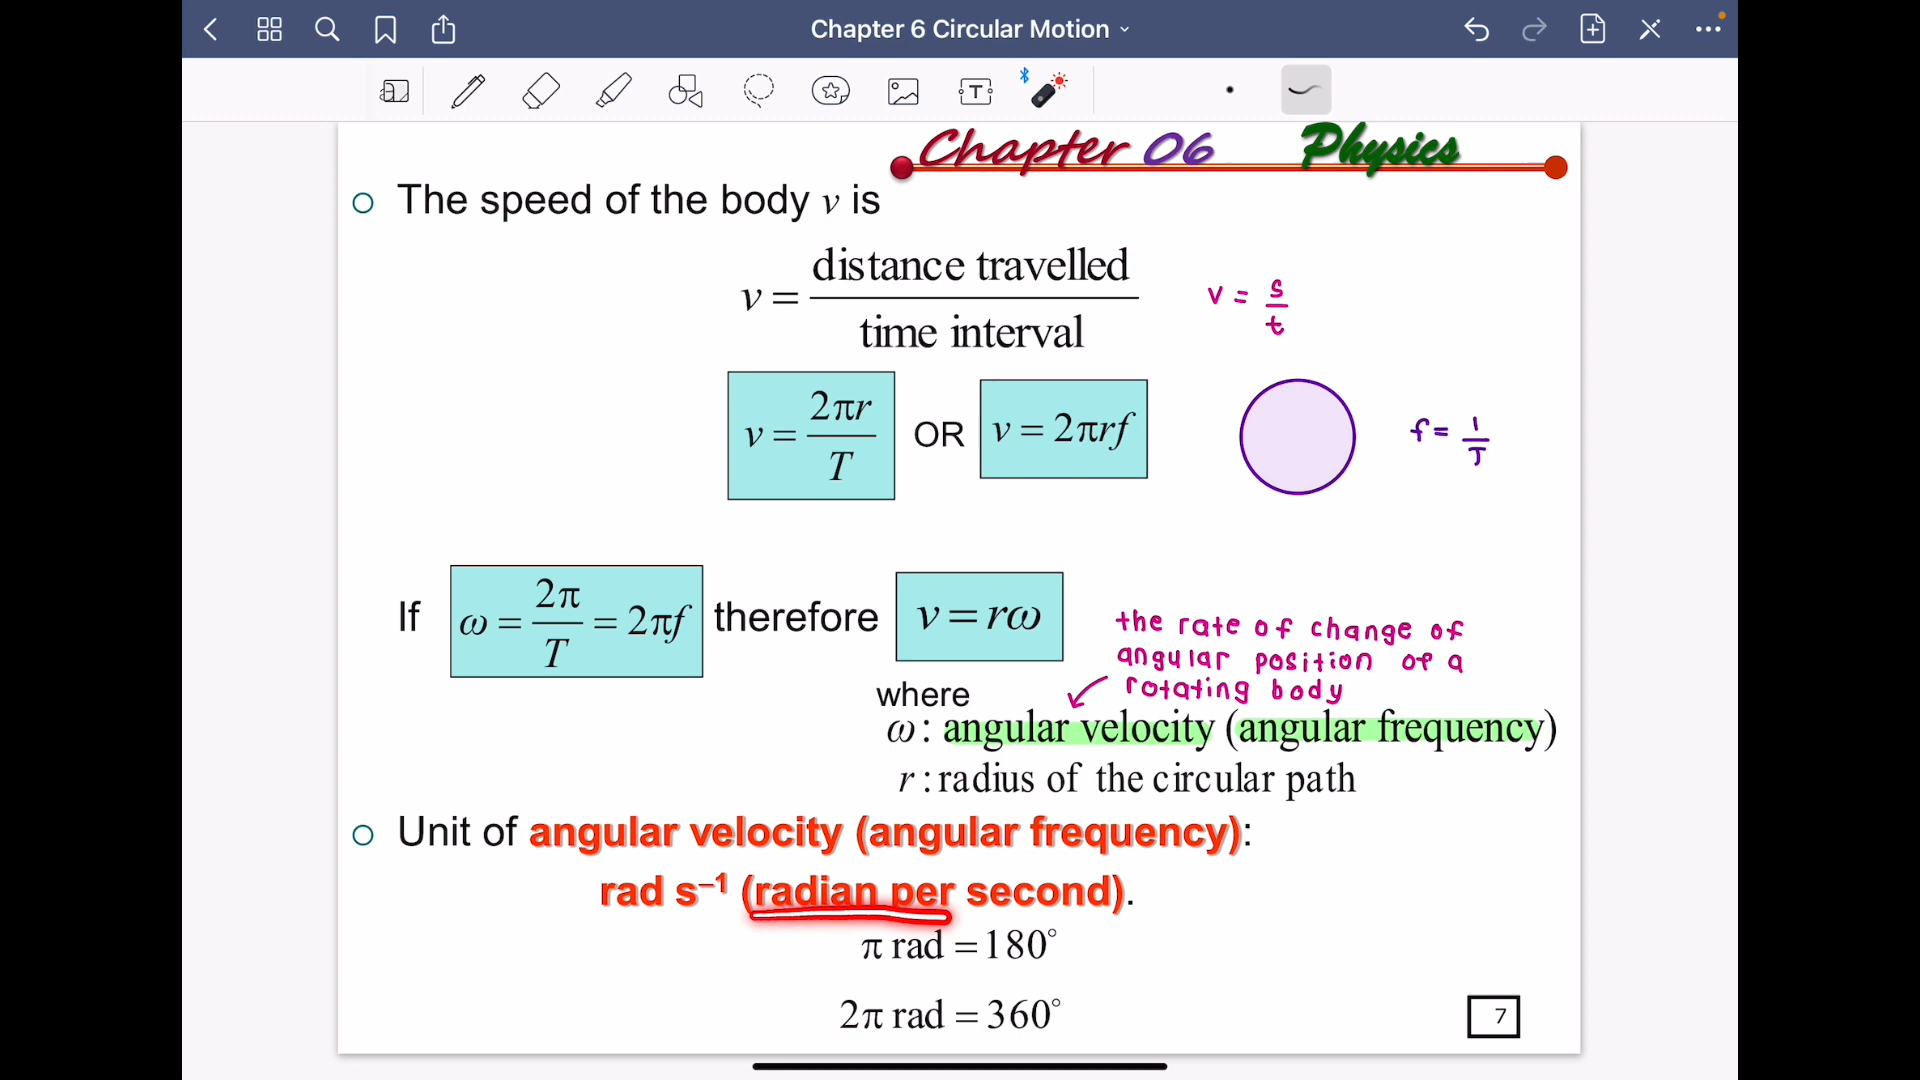 Chapter 6 Circular Motion
Chapter 06 Physics
The speed of the body v is
v = distance travelled / time interval
v = s / t
v = 2πr / T OR v = 2πrf
f = 1 / T
If ω = 2π / T = 2πf therefore v = rω
the rate of change of
angular position of a
rotating body
where
ω : angular velocity (angular frequency)
r : radius of the circular path
Unit of angular velocity (angular frequency):
rad s⁻¹ (radian per second).
π rad = 180°
2π rad = 360°
7